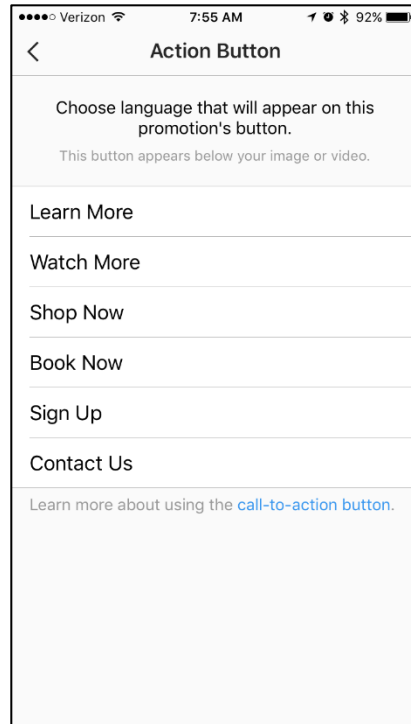 Verizon 7:55 AM 92%
Action Button
Choose language that will appear on this
promotion's button.
This button appears below your image or video.
Learn More
Watch More
Shop Now
Book Now
Sign Up
Contact Us
Learn more about using the call-to-action button.